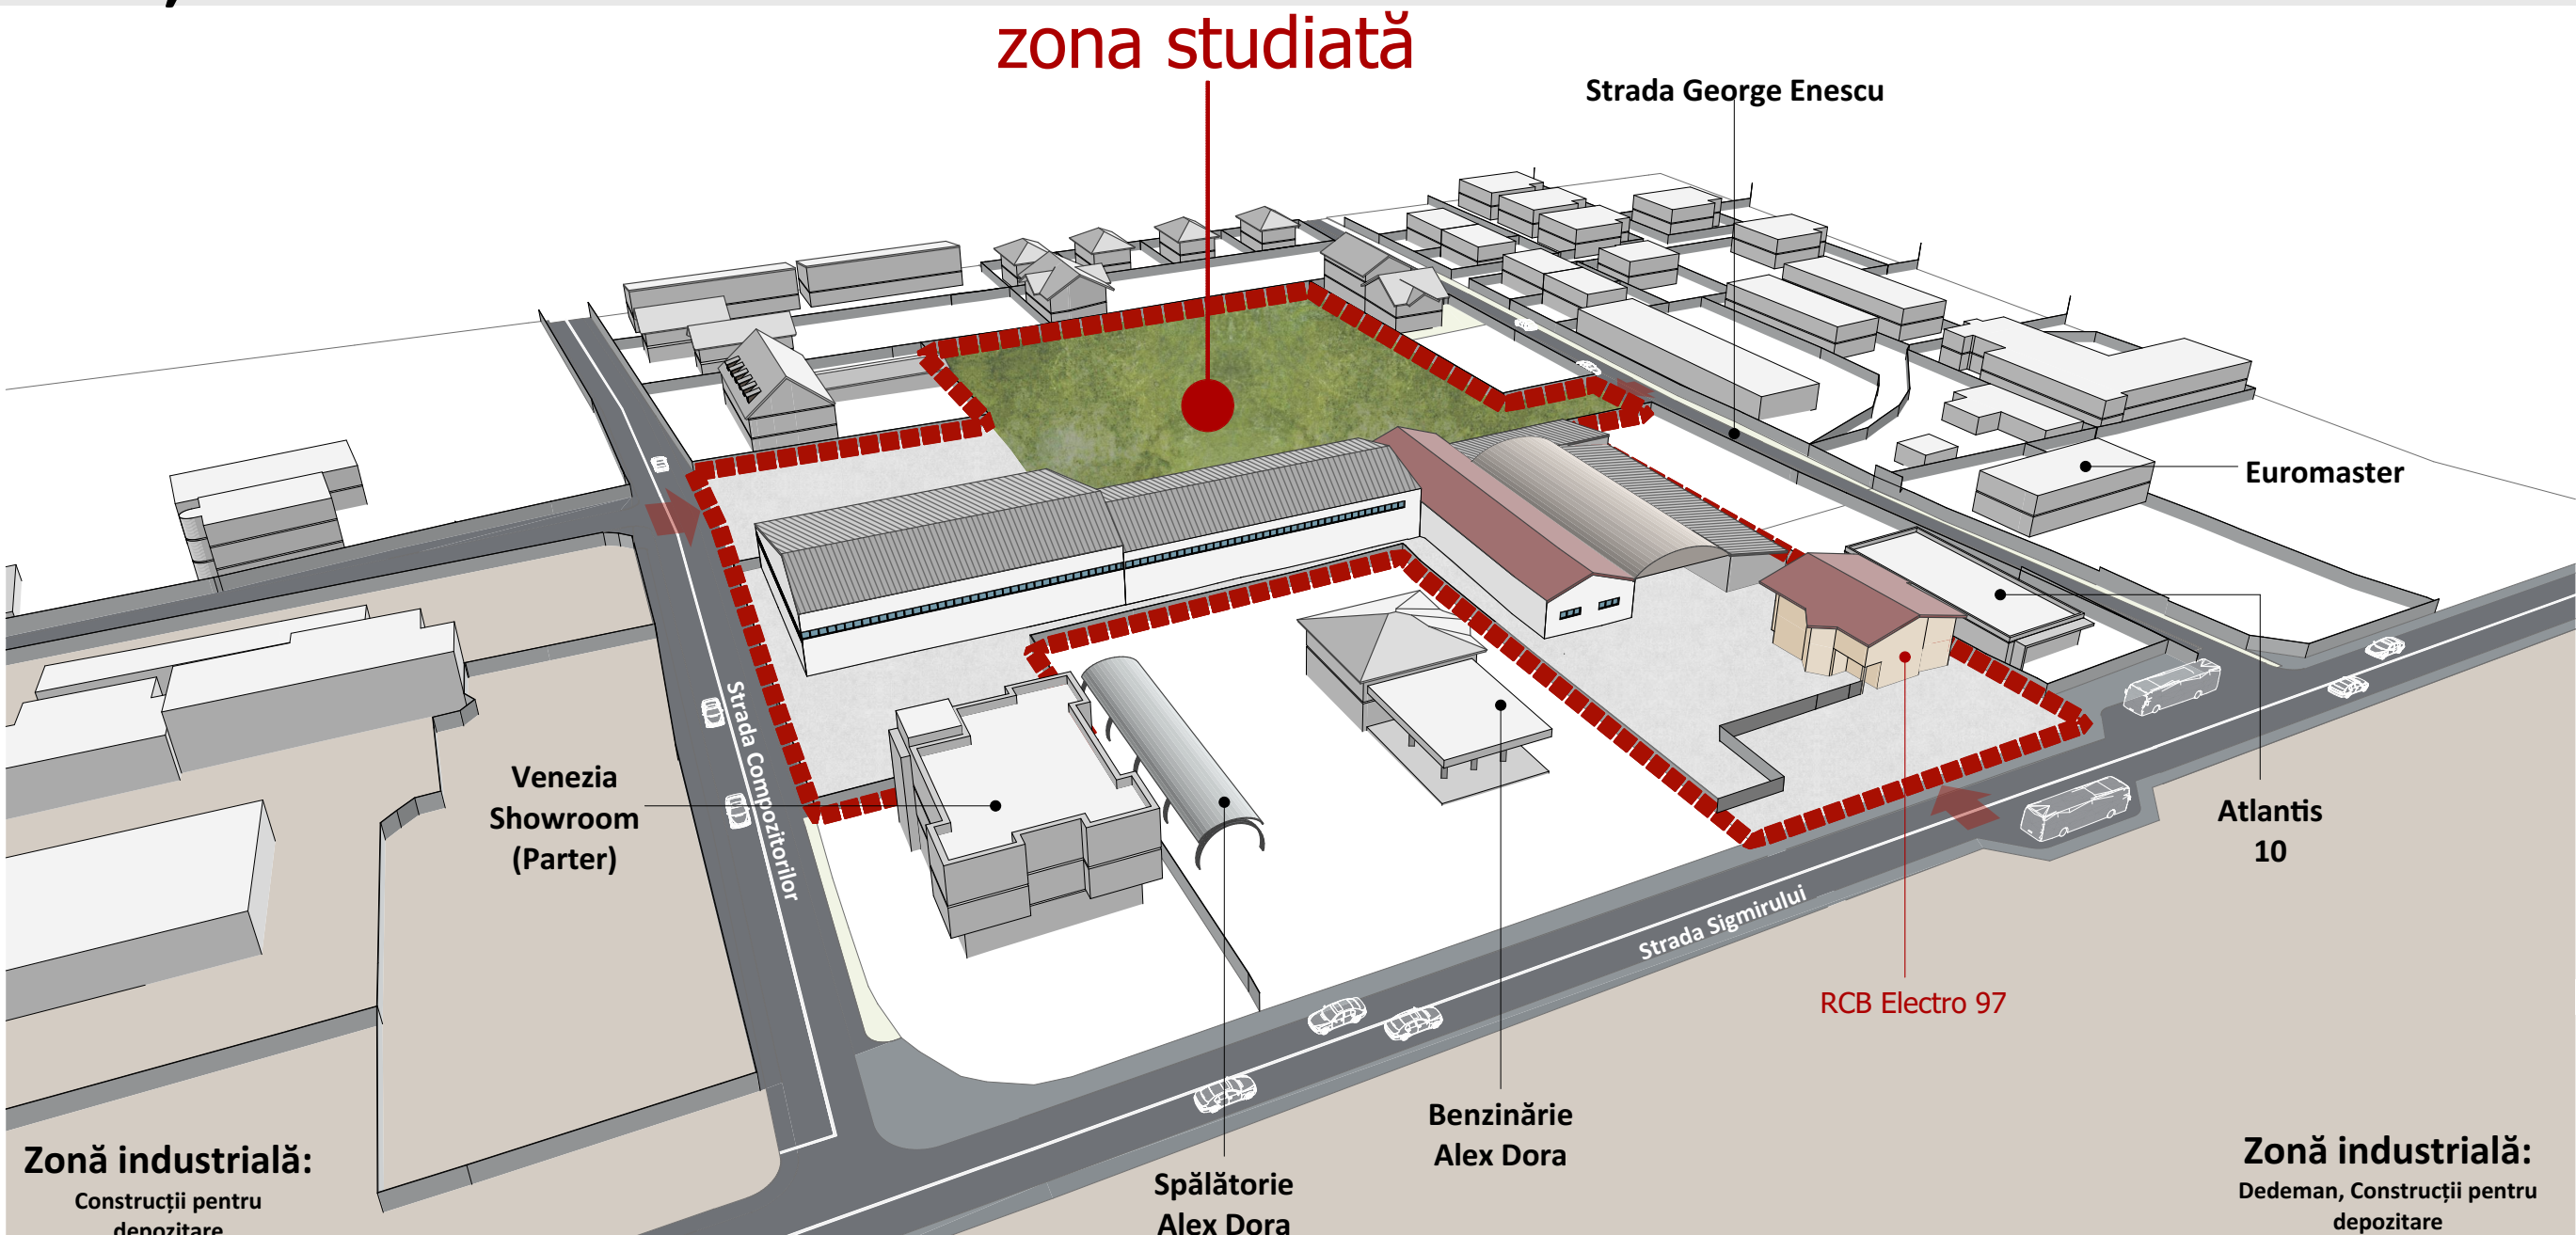 zona studiată
Strada George Enescu
Euromaster
Strada Compozitorilor
Venezia
Showroom
(Parter)
Atlantis
10
Strada Sigmirului
RCB Electro 97
Benzinărie
Alex Dora
Spălătorie
Alex Dora
Zonă industrială:
Construcții pentru
depozitare
Zonă industrială:
Dedeman, Construcții pentru
depozitare